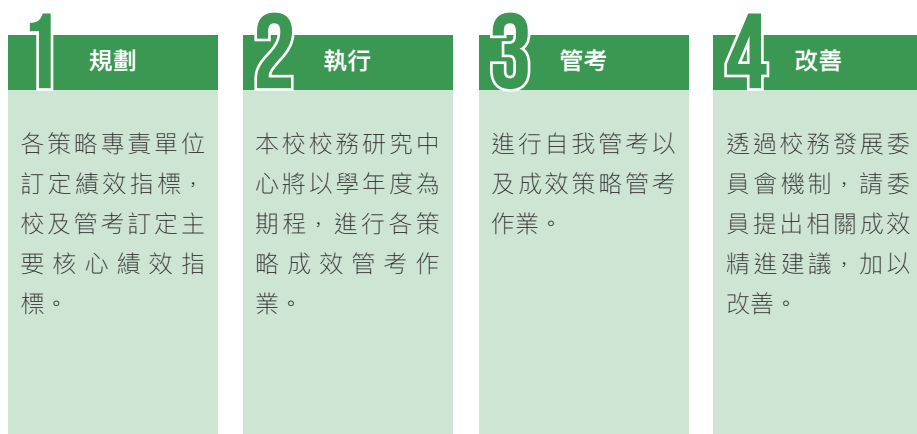 1 規劃
各策略專責單位
訂定績效指標，
校及管考訂定主
要核心績效指
標。
2 執行
本校校務研究中
心將以學年度為
期程，進行各策
略成效管考作
業。
3 管考
進行自我管考以
及成效策略管考
作業。
4 改善
透過校務發展委
員會機制，請委
員提出相關成效
精進建議，加以
改善。